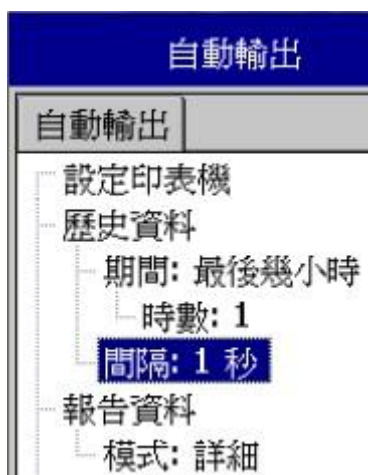 自動輸出
自動輸出
設定印表機
歷史資料
期間: 最後幾小時
時數: 1
間隔: 1 秒
報告資料
模式: 詳細